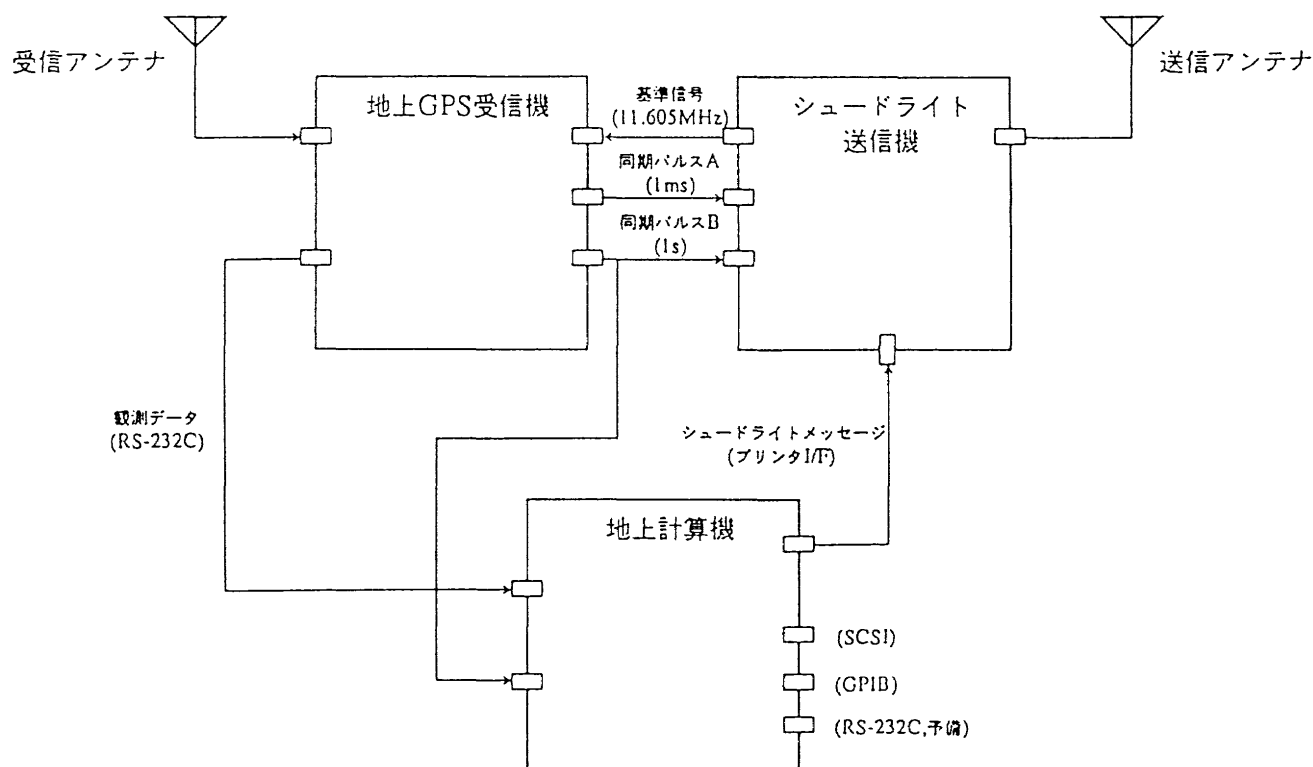 受信アンテナ
送信アンテナ
地上GPS受信機
基準信号
(11.605MHz)
シュードライト
送信機
同期パルスA
(1ms)
同期パルスB
(1s)
観測データ
(RS-232C)
シュードライトメッセージ
(プリンタI/F)
地上計算機
(SCSI)
(GPIB)
(RS-232C,予備)